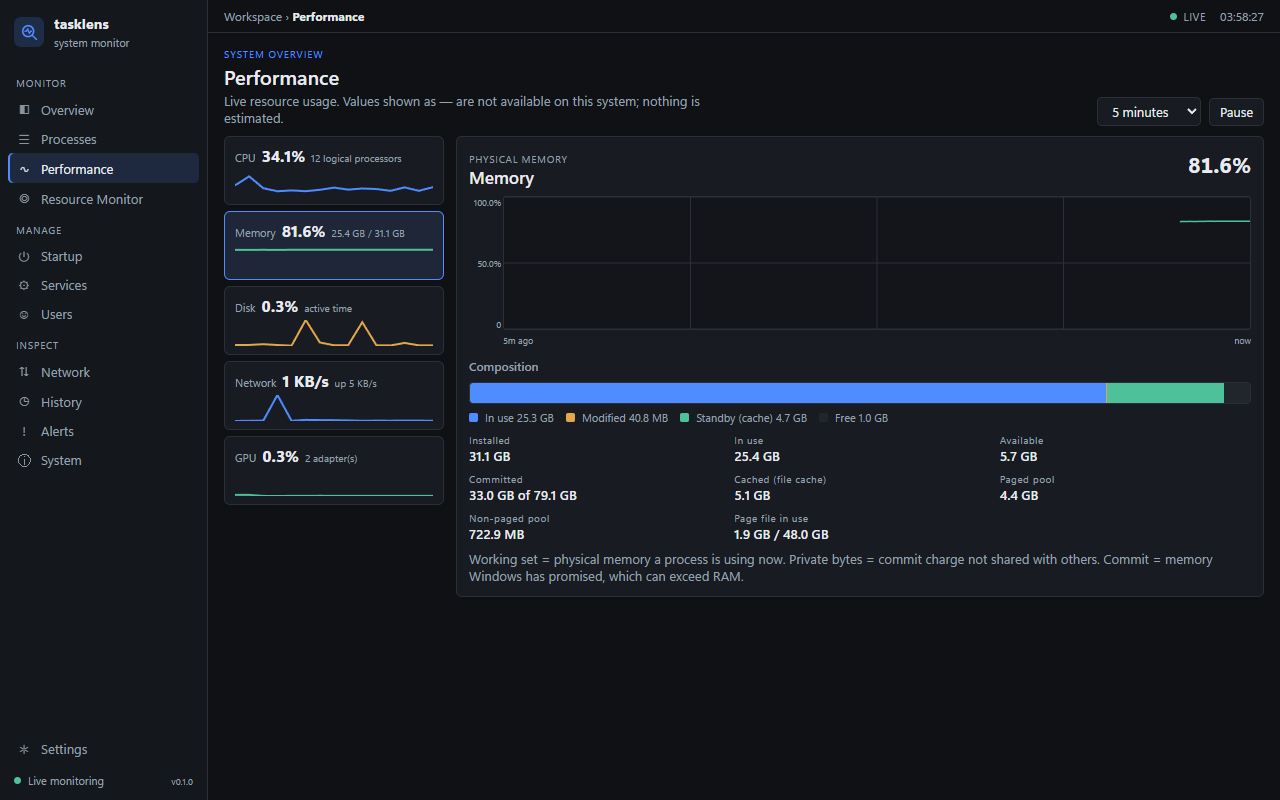 tasklens
system monitor
MONITOR
Overview
Processes
Performance
Resource Monitor
MANAGE
Startup
Services
Users
INSPECT
Network
History
Alerts
System
Settings
Live monitoring
v0.1.0
Workspace › Performance
LIVE 03:58:27
SYSTEM OVERVIEW
Performance
Live resource usage. Values shown as — are not available on this system; nothing is
estimated.
5 minutes
Pause
CPU 34.1% 12 logical processors
Memory 81.6% 25.4 GB / 31.1 GB
Disk 0.3% active time
Network 1 KB/s up 5 KB/s
GPU 0.3% 2 adapter(s)
PHYSICAL MEMORY
Memory
81.6%
100.0%
50.0%
0
5m ago
now
Composition
In use 25.3 GB Modified 40.8 MB Standby (cache) 4.7 GB Free 1.0 GB
Installed In use Available
31.1 GB 25.4 GB 5.7 GB
Committed Cached (file cache) Paged pool
33.0 GB of 79.1 GB 5.1 GB 4.4 GB
Non-paged pool Page file in use
722.9 MB 1.9 GB / 48.0 GB
Working set = physical memory a process is using now. Private bytes = commit charge not shared with others. Commit = memory
Windows has promised, which can exceed RAM.